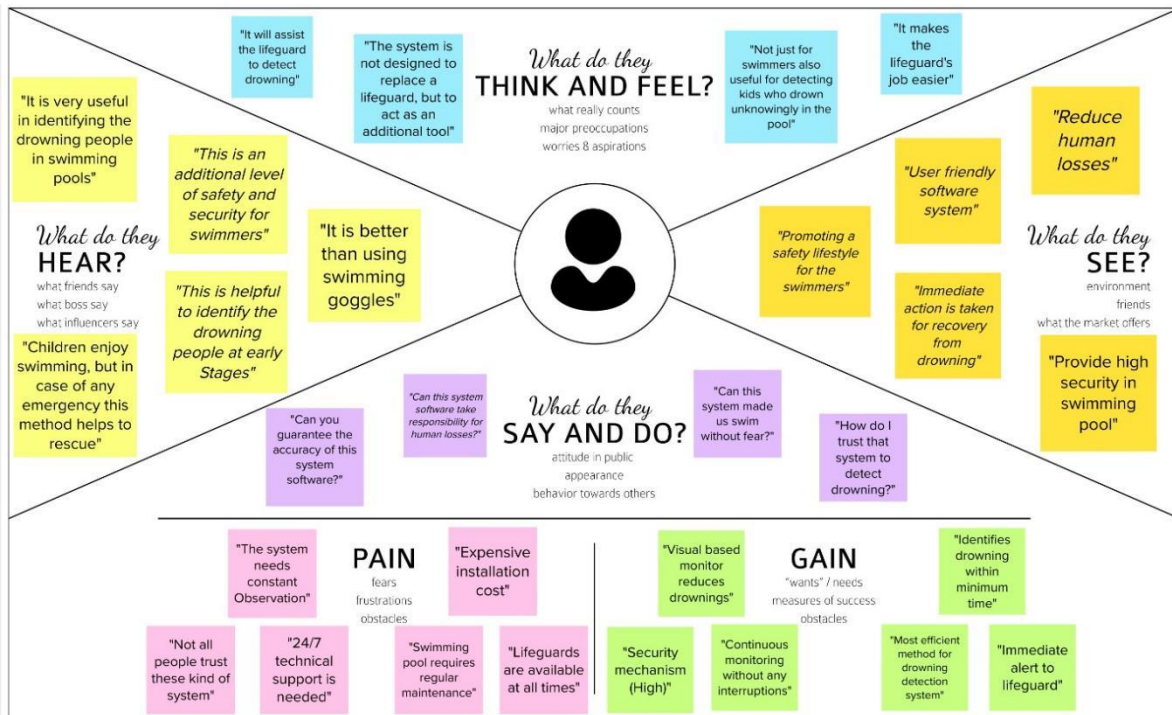 "It will assist
the lifeguard
to detect
drowning"
"The system is
not designed to
replace a
lifeguard, but to
act as an
additional tool"
What do they
THINK AND FEEL?
what really counts
major preoccupations
worries & aspirations
"Not just for
swimmers also
useful for detecting
kids who drown
unknowingly in the
pool"
"It makes
the
lifeguard's
job easier"
"It is very useful
in identifying the
drowning people
in swimming
pools"
"This is an
additional level
of safety and
security for
swimmers"
"It is better
than using
swimming
goggles"
What do they
HEAR?
what friends say
what boss say
what influencers say
"This is helpful
to identify the
drowning
people at early
Stages"
"Children enjoy
swimming, but in
case of any
emergency this
method helps to
rescue"
"Reduce
human
losses"
"User friendly
software
system"
"Promoting a
safety lifestyle
for the
swimmers"
What do they
SEE?
environment
friends
what the market offers
"Immediate
action is taken
for recovery
from
drowning"
"Provide high
security in
swimming
pool"
"Can you
guarantee the
accuracy of this
system
software?"
"Can this system
software take
responsibility for
human losses?"
What do they
SAY AND DO?
attitude in public
appearance
behavior towards others
"Can this
system made
us swim
without fear?"
"How do I
trust that
system to
detect
drowning?"
"The system
needs
constant
Observation"
PAIN
fears
frustrations
obstacles
"Expensive
installation
cost"
"Not all
people trust
these kind of
system"
"24/7
technical
support is
needed"
"Swimming
pool requires
regular
maintenance"
"Lifeguards
are available
at all times"
"Visual based
monitor
reduces
drownings"
GAIN
"wants" / needs
measures of success
obstacles
"Identifies
drowning
within
minimum
time"
"Security
mechanism
(High)"
"Continuous
monitoring
without any
interruptions"
"Most efficient
method for
drowning
detection
system"
"Immediate
alert to
lifeguard"